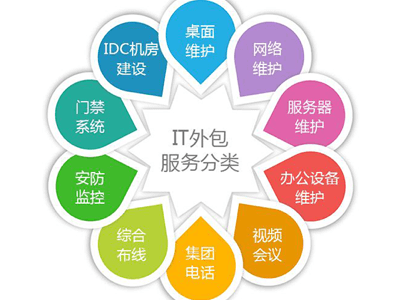 IT外包
服务分类
桌面
维护
网络
维护
服务器
维护
办公设备
维护
视频
会议
集团
电话
综合
布线
安防
监控
门禁
系统
IDC机房
建设